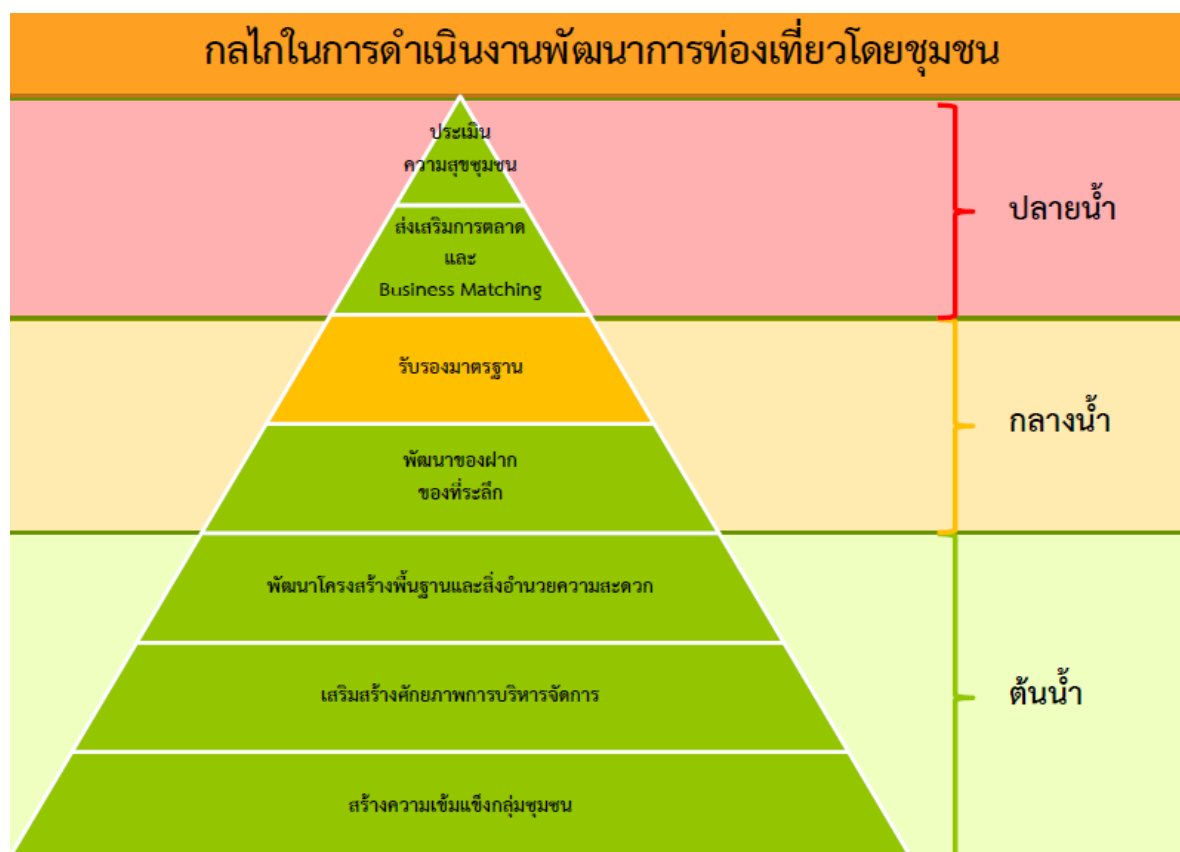 กลไกในการดำเนินงานพัฒนาการท่องเที่ยวโดยชุมชน
ประเมิน
ความสุขชุมชน
ส่งเสริมการตลาด
และ
Business Matching
ปลายน้ำ
รับรองมาตรฐาน
พัฒนาของฝาก
ของที่ระลึก
กลางน้ำ
พัฒนาโครงสร้างพื้นฐานและสิ่งอำนวยความสะดวก
เสริมสร้างศักยภาพการบริหารจัดการ
สร้างความเข้มแข็งกลุ่มชุมชน
ต้นน้ำ